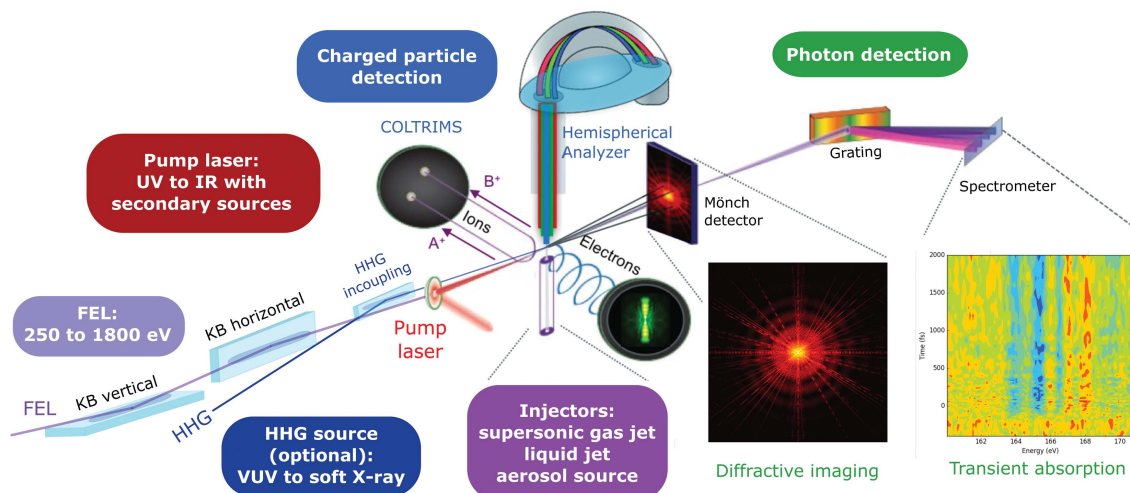 Charged particle
detection
Photon detection
COLTRIMS
Hemispherical
Analyzer
Grating
Spectrometer
Pump laser:
UV to IR with
secondary sources
B⁺
Ions
A⁺
Mönch
detector
Electrons
HHG
incoupling
FEL:
250 to 1800 eV
KB horizontal
Pump
laser
KB vertical
FEL
HHG
HHG source
(optional):
VUV to soft X-ray
Injectors:
supersonic gas jet
liquid jet
aerosol source
Diffractive imaging
2000
1500
1000
500
0
Time (fs)
162 164 166 168 170
Energy (eV)
Transient absorption